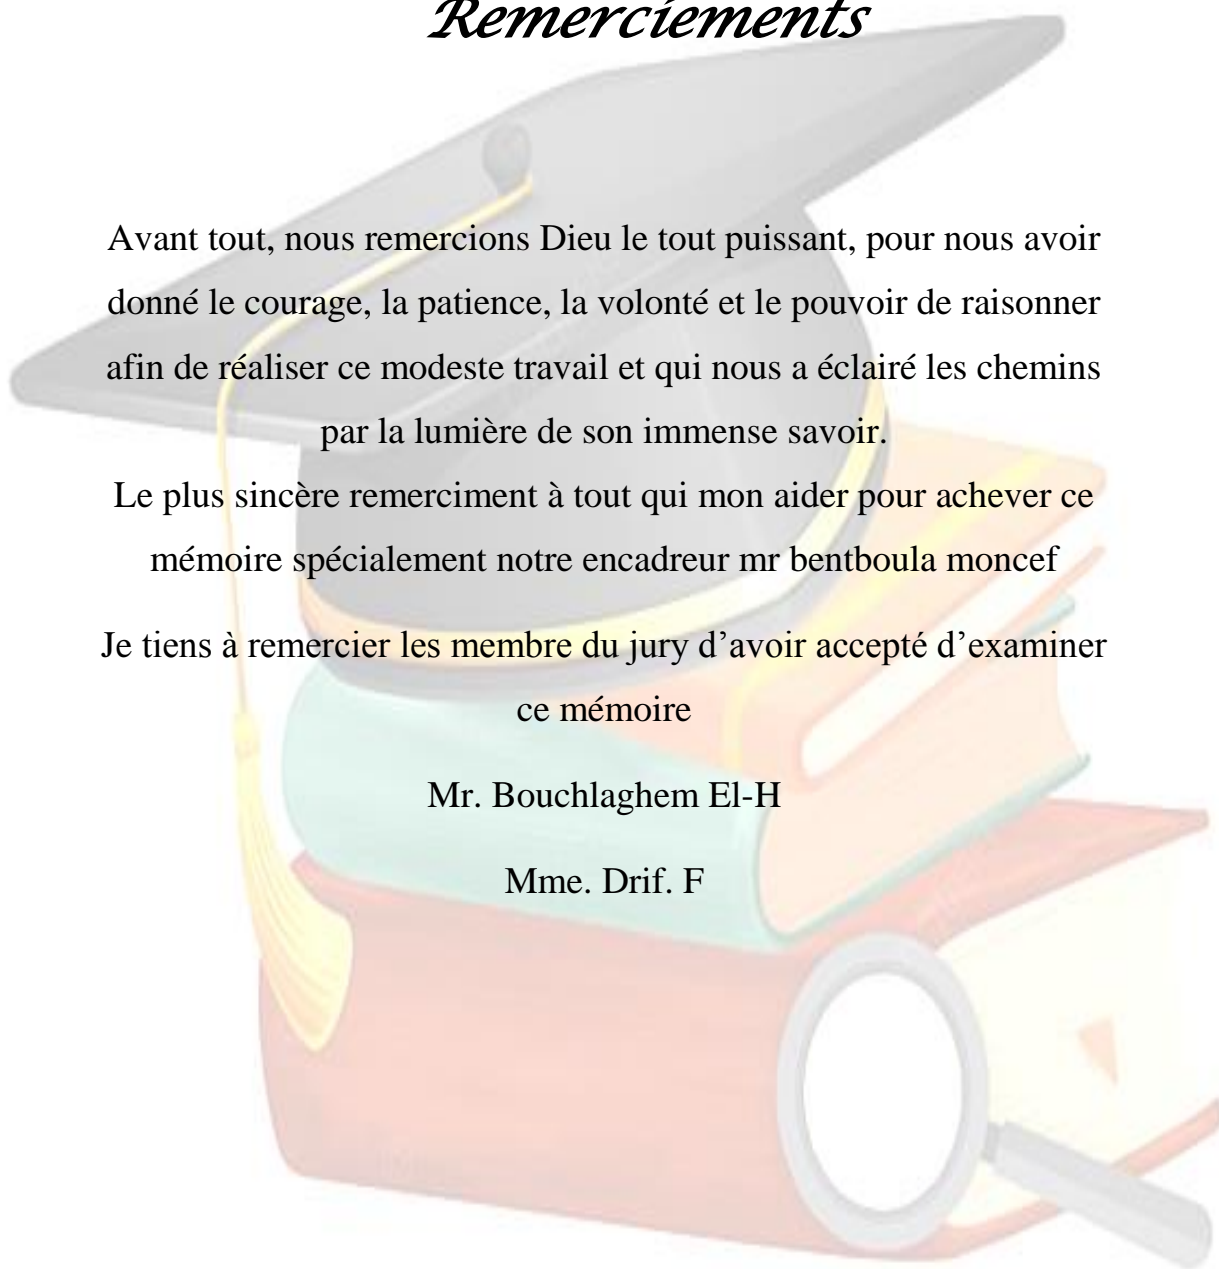 Remerciements
Avant tout, nous remercions Dieu le tout puissant, pour nous avoir
donné le courage, la patience, la volonté et le pouvoir de raisonner
afin de réaliser ce modeste travail et qui nous a éclairé les chemins
par la lumière de son immense savoir.
Le plus sincère remerciment à tout qui mon aider pour achever ce
mémoire spécialement notre encadreur mr bentboula moncef
Je tiens à remercier les membre du jury d’avoir accepté d’examiner
ce mémoire
Mr. Bouchlaghem El-H
Mme. Drif. F